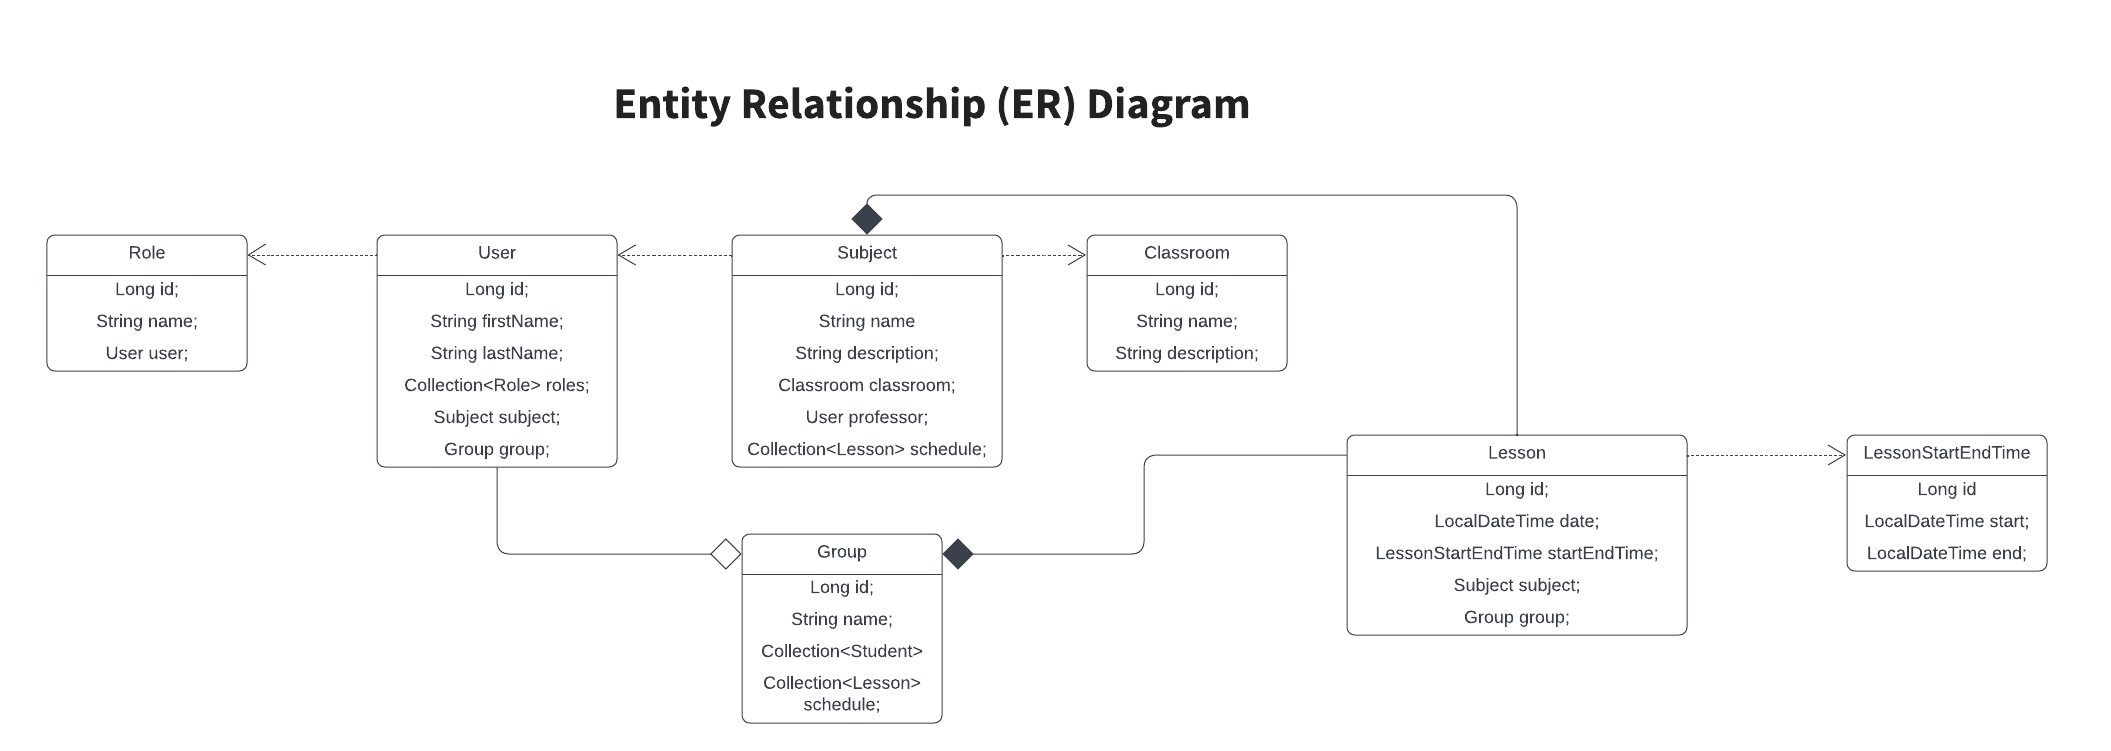 Entity Relationship (ER) Diagram
Role
Long id;
String name;
User user;
User
Long id;
String firstName;
String lastName;
Collection<Role> roles;
Subject subject;
Group group;
Subject
Long id;
String name
String description;
Classroom classroom;
User professor;
Collection<Lesson> schedule;
Classroom
Long id;
String name;
String description;
Group
Long id;
String name;
Collection<Student>
Collection<Lesson>
schedule;
Lesson
Long id;
LocalDateTime date;
LessonStartEndTime startEndTime;
Subject subject;
Group group;
LessonStartEndTime
Long id
LocalDateTime start;
LocalDateTime end;